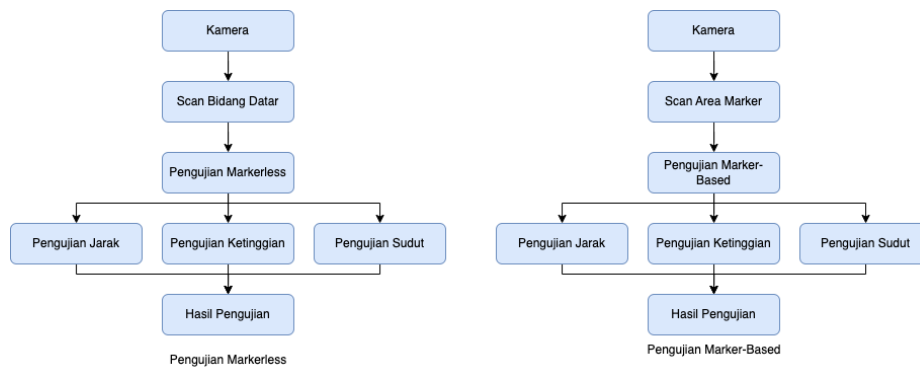 Kamera
Scan Bidang Datar
Pengujian Markerless
Pengujian Jarak
Pengujian Ketinggian
Pengujian Sudut
Hasil Pengujian
Pengujian Markerless
Kamera
Scan Area Marker
Pengujian Marker-
Based
Pengujian Jarak
Pengujian Ketinggian
Pengujian Sudut
Hasil Pengujian
Pengujian Marker-Based